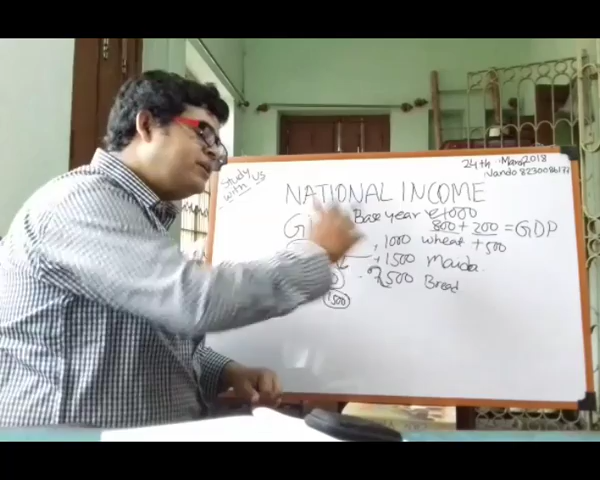 24th March 2018
Nando 8230086177
Study with us
NATIONAL INCOME
Base year 1000
800 + 200 = GDP
1000 wheat +500
+1500 Maida
2500 Bread
1500